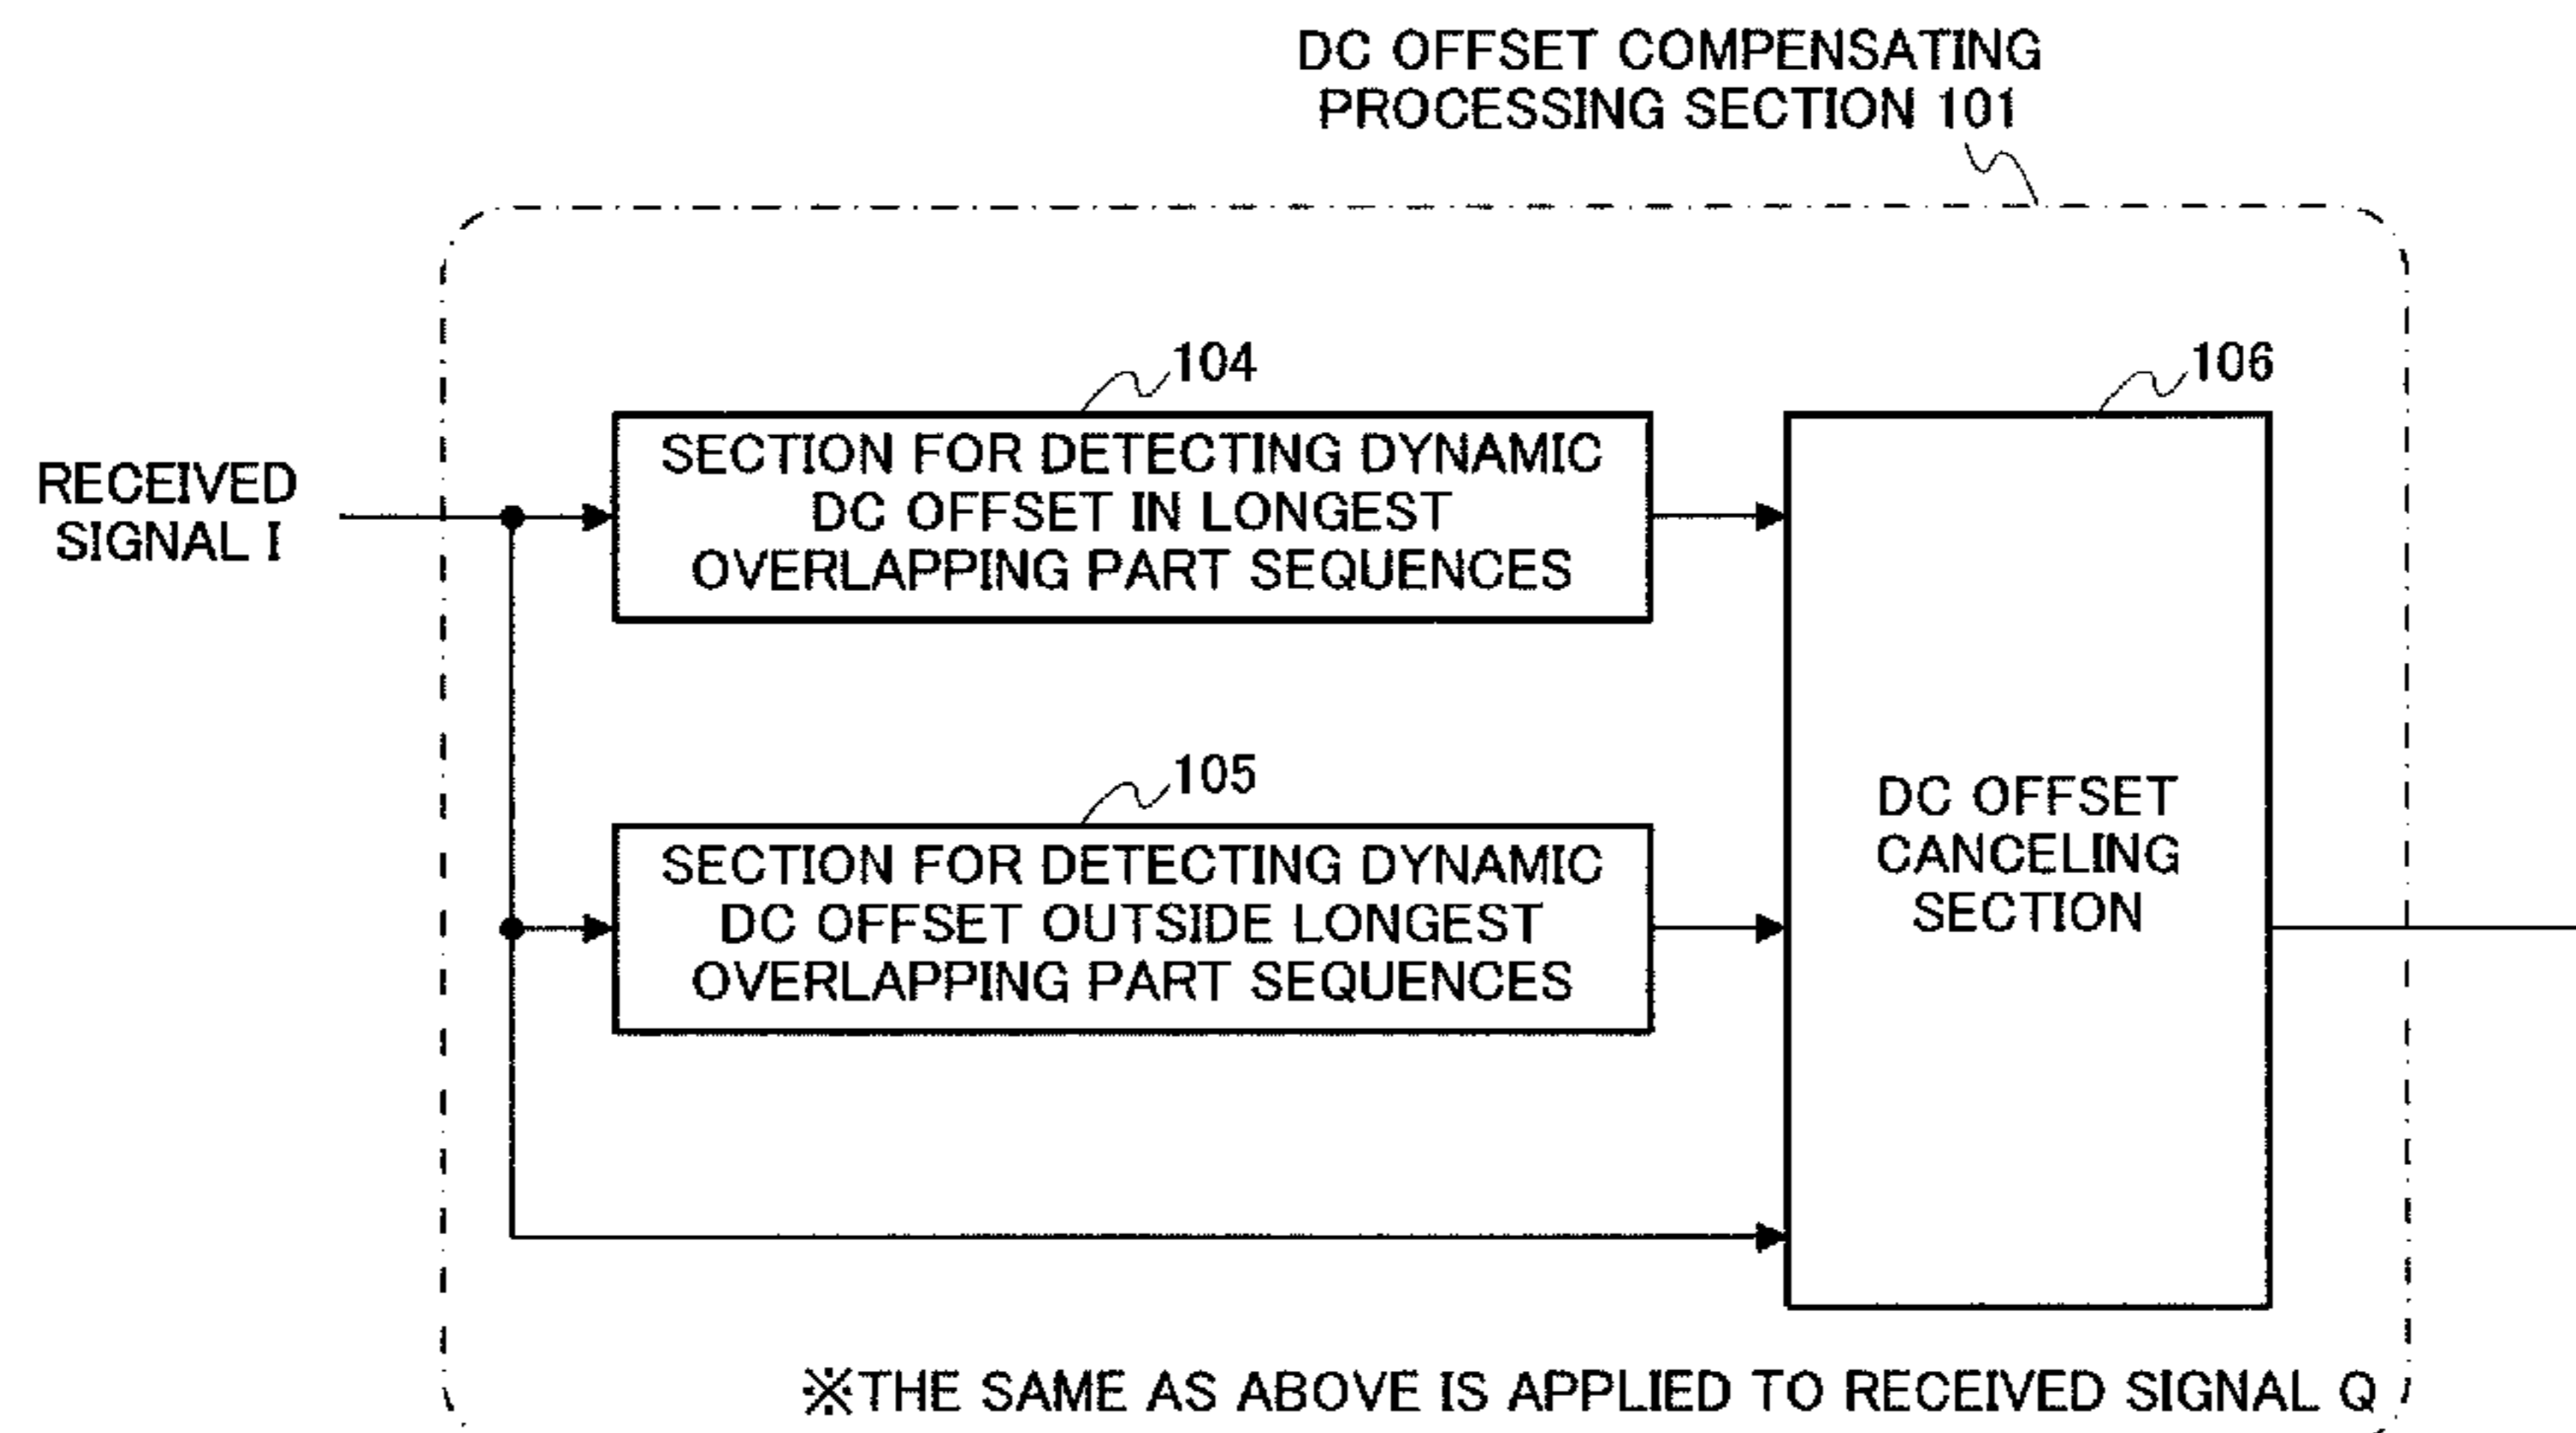 DC OFFSET COMPENSATING
PROCESSING SECTION 101
104
106
RECEIVED
SIGNAL I
SECTION FOR DETECTING DYNAMIC
DC OFFSET IN LONGEST
OVERLAPPING PART SEQUENCES
105
SECTION FOR DETECTING DYNAMIC
DC OFFSET OUTSIDE LONGEST
OVERLAPPING PART SEQUENCES
DC OFFSET
CANCELING
SECTION
※THE SAME AS ABOVE IS APPLIED TO RECEIVED SIGNAL Q